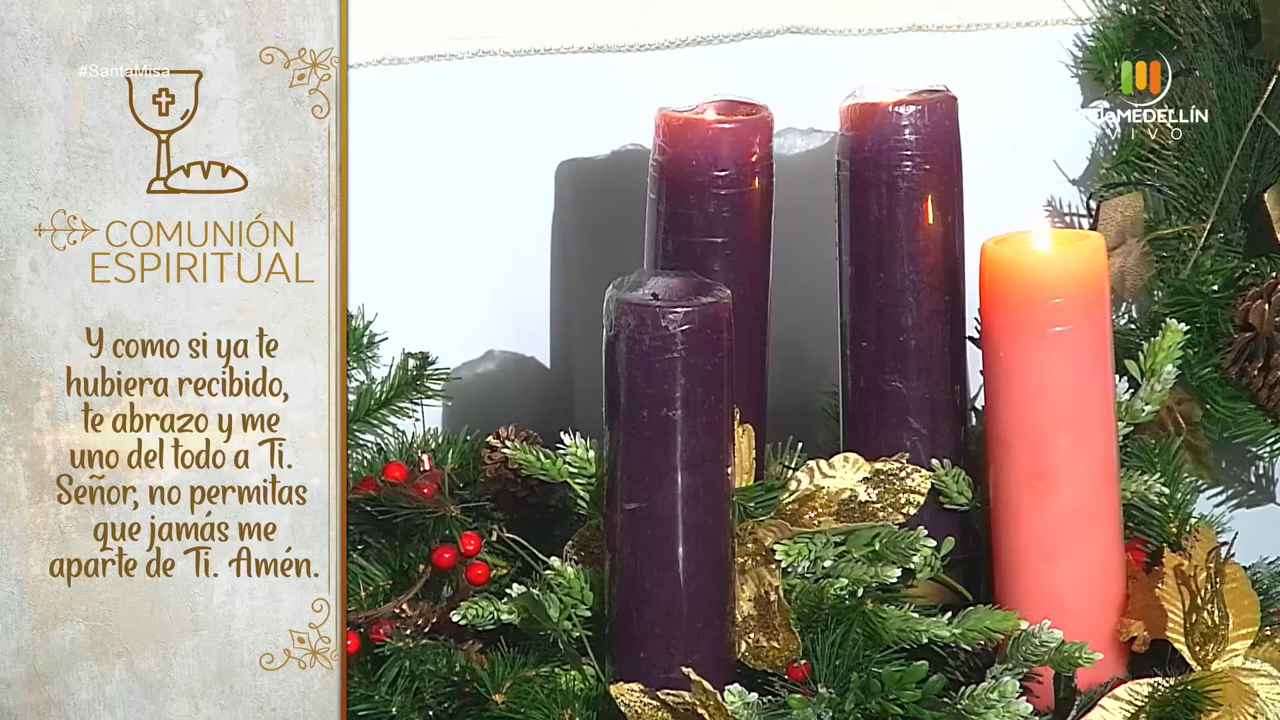 #SantaMisa
COMUNIÓN
ESPIRITUAL
Y como si ya te
hubiera recibido,
te abrazo y me
uno del todo a Ti.
Señor, no permitas
que jamás me
aparte de Ti. Amén.
MEDELLÍN
VIVO